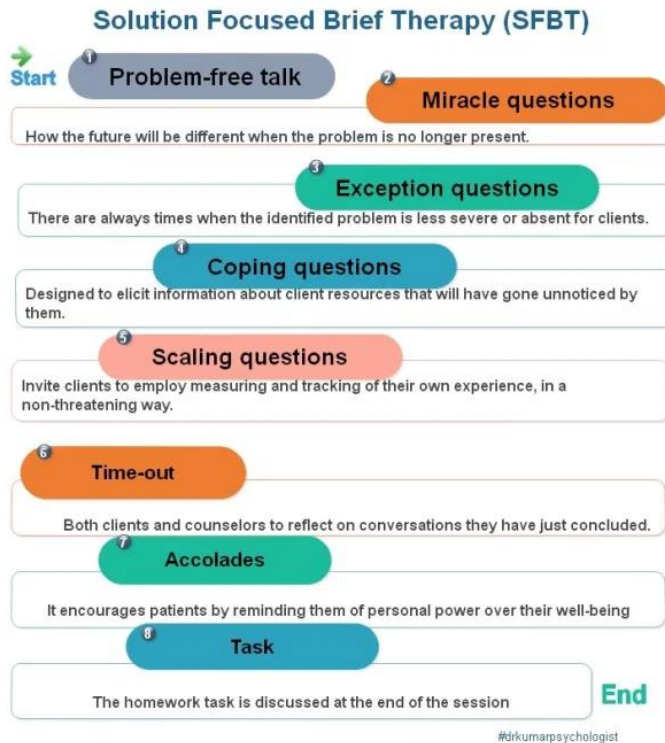 Solution Focused Brief Therapy (SFBT)
Start
1
Problem-free talk
2
Miracle questions
How the future will be different when the problem is no longer present.
3
Exception questions
There are always times when the identified problem is less severe or absent for clients.
4
Coping questions
Designed to elicit information about client resources that will have gone unnoticed by
them.
5
Scaling questions
Invite clients to employ measuring and tracking of their own experience, in a
non-threatening way.
6
Time-out
Both clients and counselors to reflect on conversations they have just concluded.
7
Accolades
It encourages patients by reminding them of personal power over their well-being
8
Task
The homework task is discussed at the end of the session
End
#drkumarpsychologist